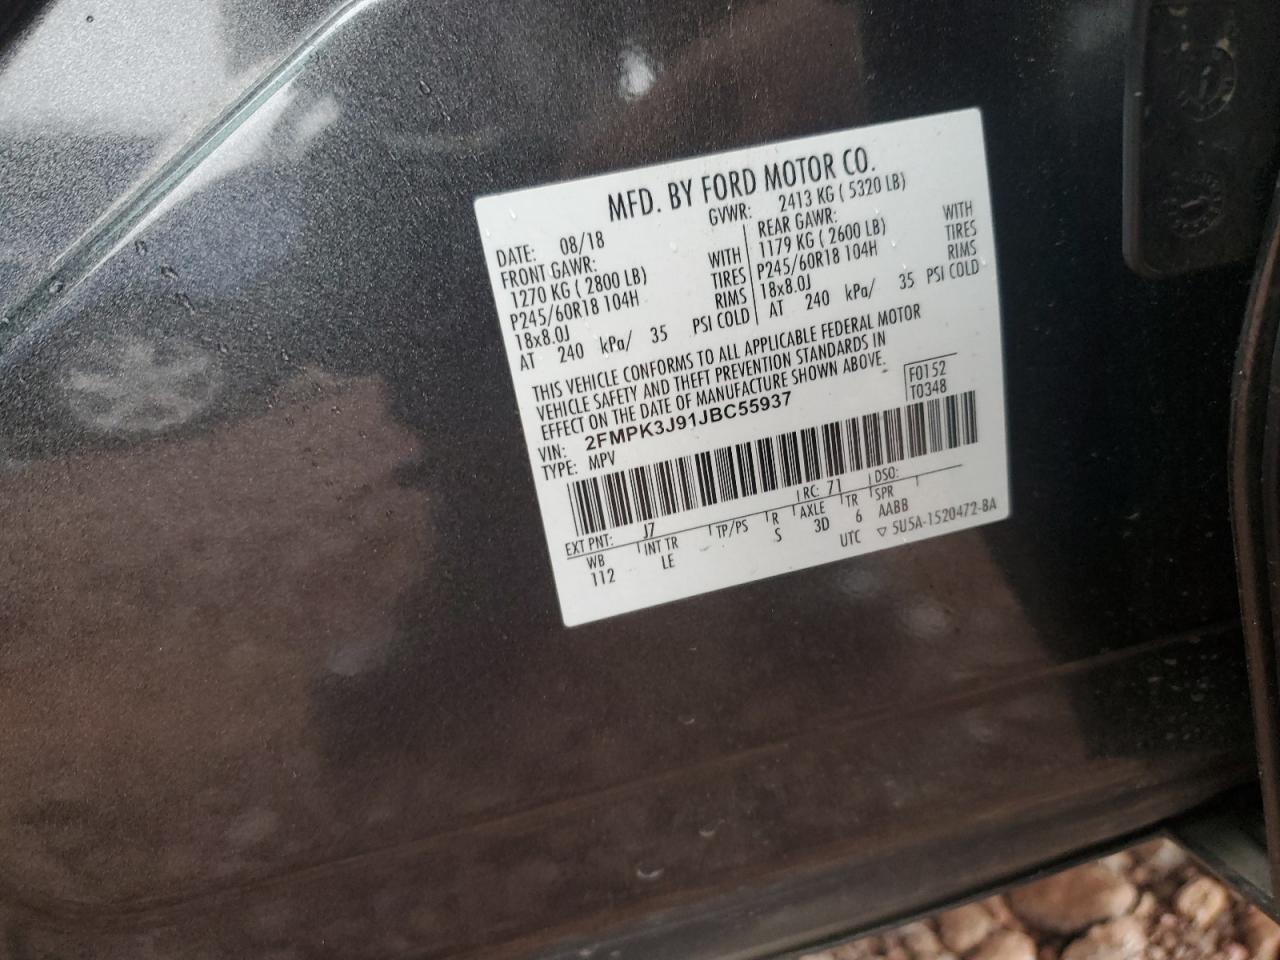 MFD. BY FORD MOTOR CO.
DATE: 08/18 GVWR: 2413 KG ( 5320 LB)
FRONT GAWR: REAR GAWR:
1270 KG ( 2800 LB) WITH 1179 KG ( 2600 LB) WITH
P245/60R18 104H TIRES P245/60R18 104H TIRES
18x8.0J RIMS 18x8.0J RIMS
AT 240 kPa/ 35 PSI COLD AT 240 kPa/ 35 PSI COLD
THIS VEHICLE CONFORMS TO ALL APPLICABLE FEDERAL MOTOR
VEHICLE SAFETY AND THEFT PREVENTION STANDARDS IN
EFFECT ON THE DATE OF MANUFACTURE SHOWN ABOVE.
VIN: 2FMPK3J91JBC55937 F0152
TYPE: MPV T0348
EXT PNT: J7 RC: 71 DSO:
WB INT TR TP/PS R AXLE TR SPR
112 LE S 3D 6 AABB
UTC ▽ 5U5A-1520472-BA